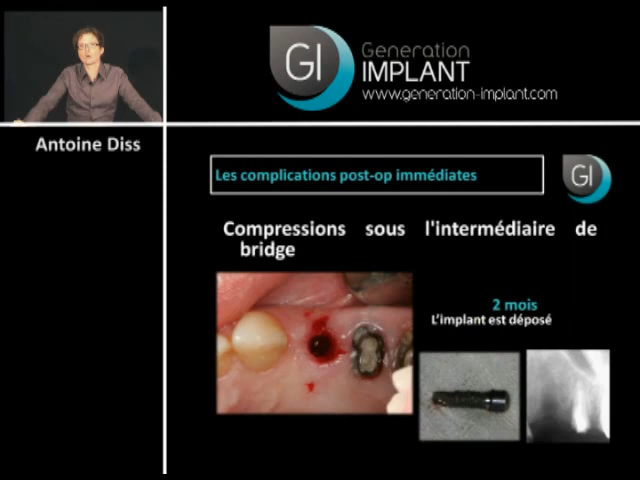 GI
Generation
IMPLANT
www.generation-implant.com
Antoine Diss
Les complications post-op immédiates
GI
Compressions sous l'intermédiaire de
bridge
2 mois
L'implant est déposé